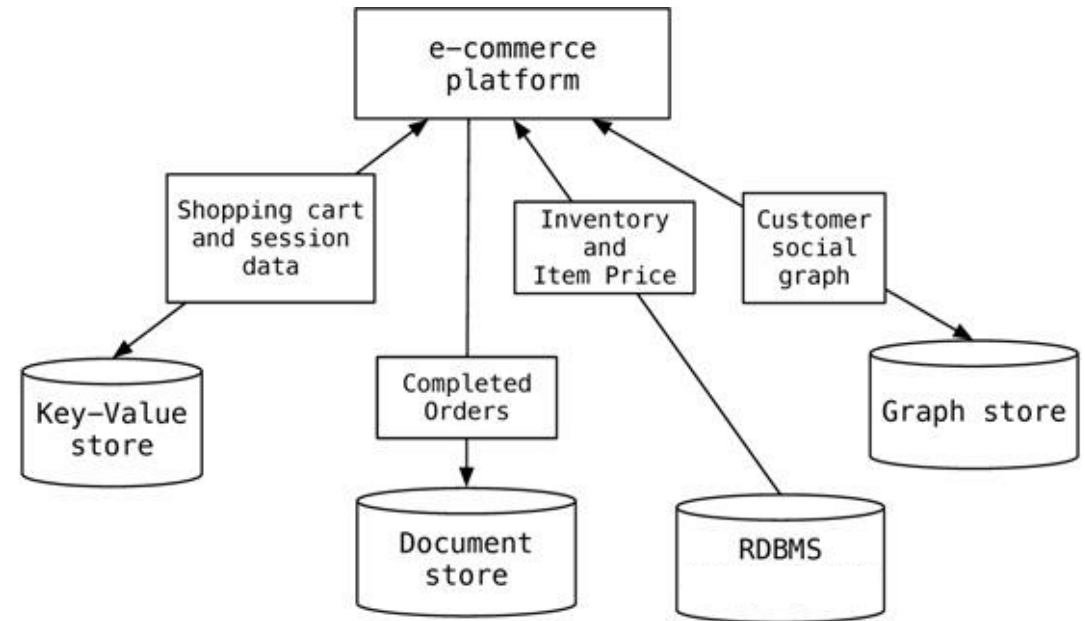 e-commerce
platform
Shopping cart
and session
data
Inventory
and
Item Price
Customer
social
graph
Completed
Orders
Key-Value
store
Graph store
Document
store
RDBMS